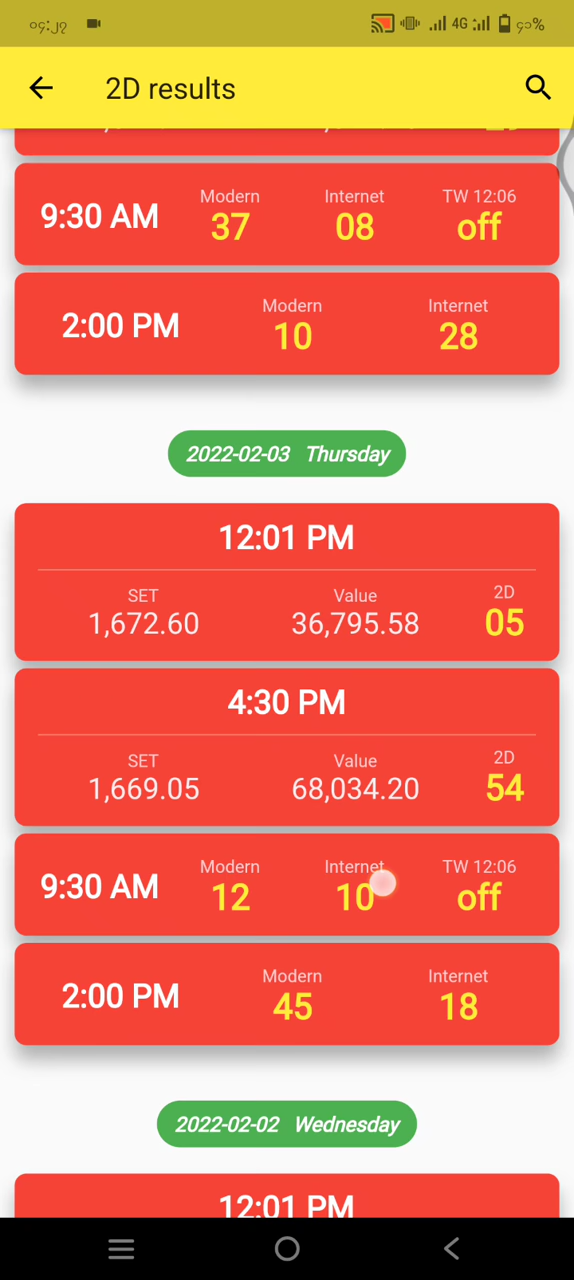 ၀၄:၂၇
4G
၄၁%
2D results
9:30 AM
Modern
Internet
TW 12:06
37
08
off
2:00 PM
Modern
Internet
10
28
2022-02-03 Thursday
12:01 PM
SET
Value
2D
1,672.60
36,795.58
05
4:30 PM
SET
Value
2D
1,669.05
68,034.20
54
9:30 AM
Modern
Internet
TW 12:06
12
10
off
2:00 PM
Modern
Internet
45
18
2022-02-02 Wednesday
12:01 PM